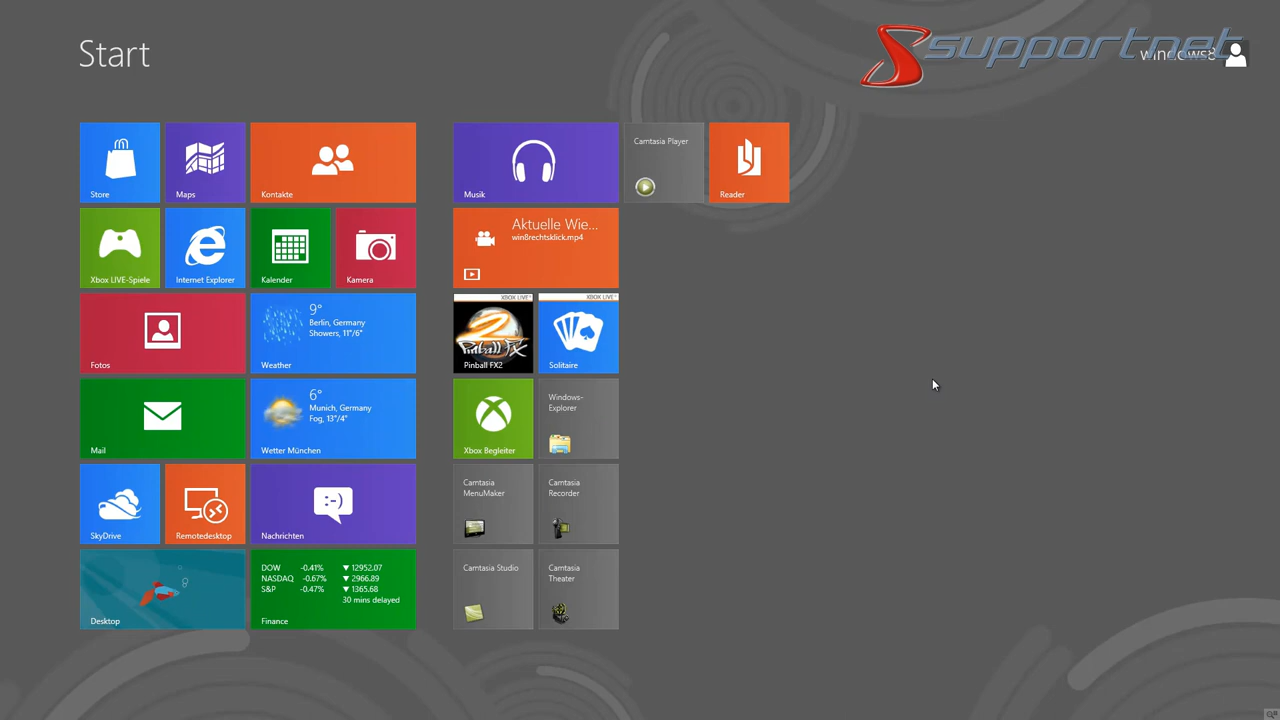 Start
supportnet
windows8
Store
Maps
Kontakte
Musik
Camtasia Player
Reader
Xbox LIVE-Spiele
Internet Explorer
Kalender
Kamera
Aktuelle Wie...
win8rechtsklick.mp4
Fotos
9°
Berlin, Germany
Showers, 11°/6°
Weather
XBOX LIVE
Pinball FX2
XBOX LIVE
Solitaire
Mail
6°
Munich, Germany
Fog, 13°/4°
Wetter München
Xbox Begleiter
Windows-
Explorer
SkyDrive
Remotedesktop
:-)
Nachrichten
Camtasia
MenuMaker
Camtasia
Recorder
Desktop
DOW -0.41% ▼ 12952.07
NASDAQ -0.67% ▼ 2966.89
S&P -0.47% ▼ 1365.68
30 mins delayed
Finance
Camtasia Studio
Camtasia
Theater